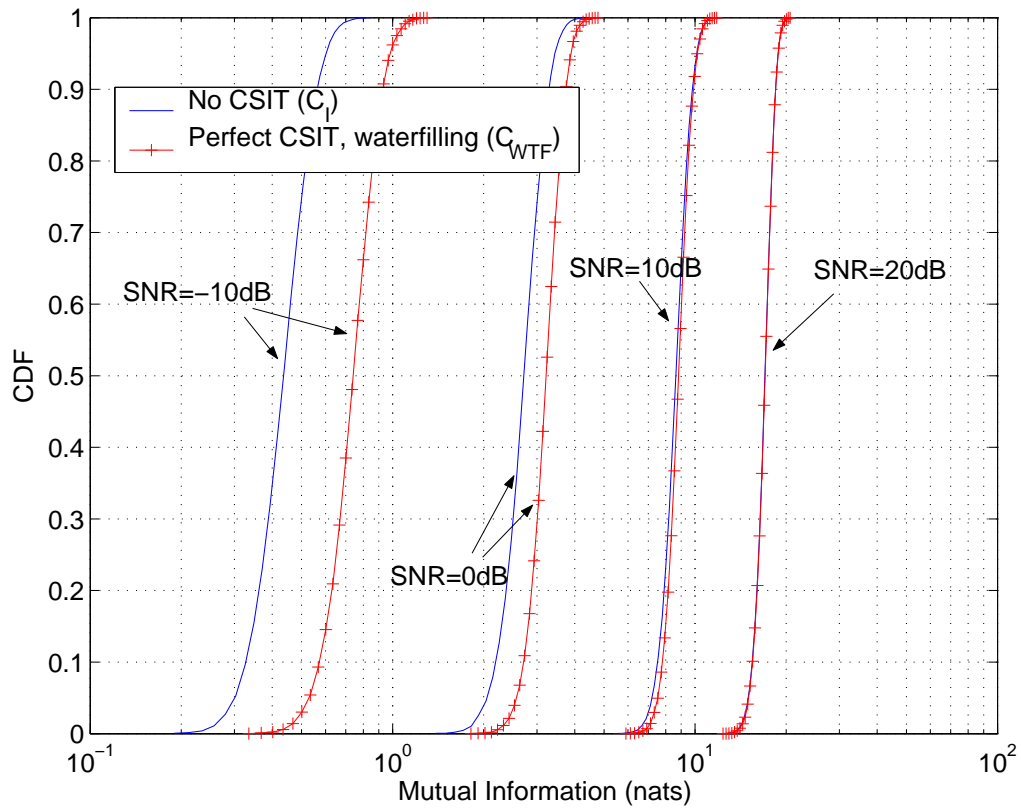 1
0.9
0.8
0.7
0.6
0.5
0.4
0.3
0.2
0.1
0
CDF
No CSIT (C_I)
Perfect CSIT, waterfilling (C_WTF)
SNR=−10dB
SNR=0dB
SNR=10dB
SNR=20dB
10^−1
10^0
10^1
10^2
Mutual Information (nats)